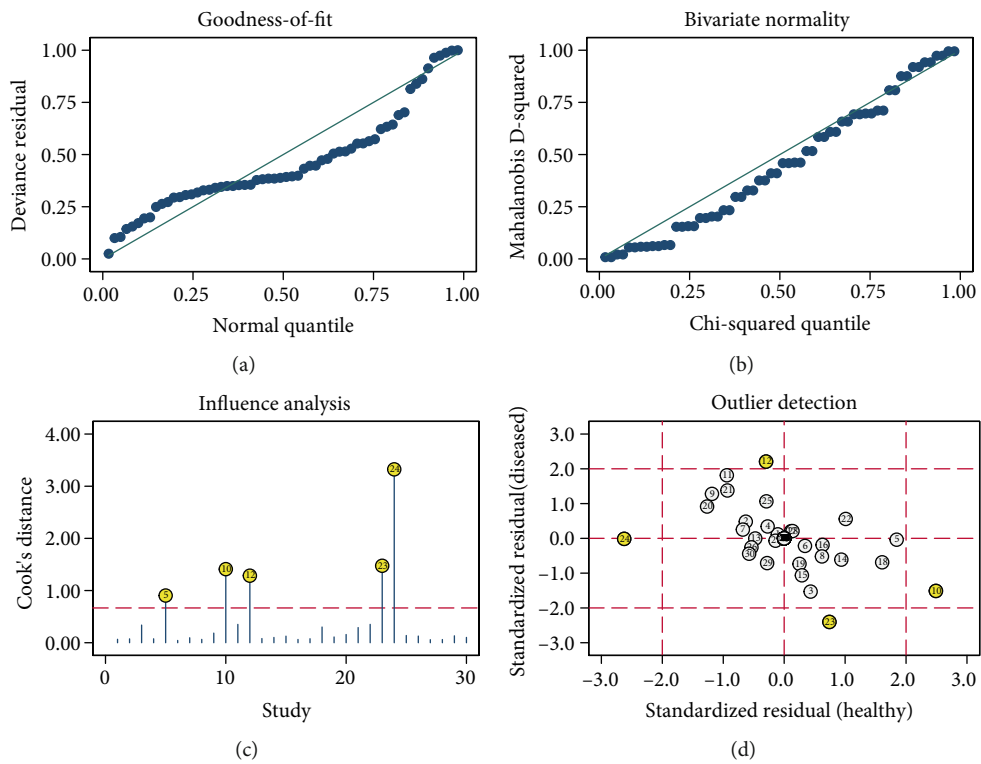 Goodness-of-fit
Deviance residual
1.00
0.75
0.50
0.25
0.00
0.00 0.25 0.50 0.75 1.00
Normal quantile
(a)
Bivariate normality
Mahalanobis D-squared
1.00
0.75
0.50
0.25
0.00
0.00 0.25 0.50 0.75 1.00
Chi-squared quantile
(b)
Influence analysis
Cook's distance
4.00
3.00
2.00
1.00
0.00
24
23
10
12
5
0 10 20 30
Study
(c)
Outlier detection
Standardized residual(diseased)
3.0
2.0
1.0
0.0
−1.0
−2.0
−3.0
12
11
9 21
20 25
2 22
7 4 28
24 13 5
6 16
30 8
29 19 14 18
15
3 10
23
−3.0 −2.0 −1.0 0.0 1.0 2.0 3.0
Standardized residual (healthy)
(d)